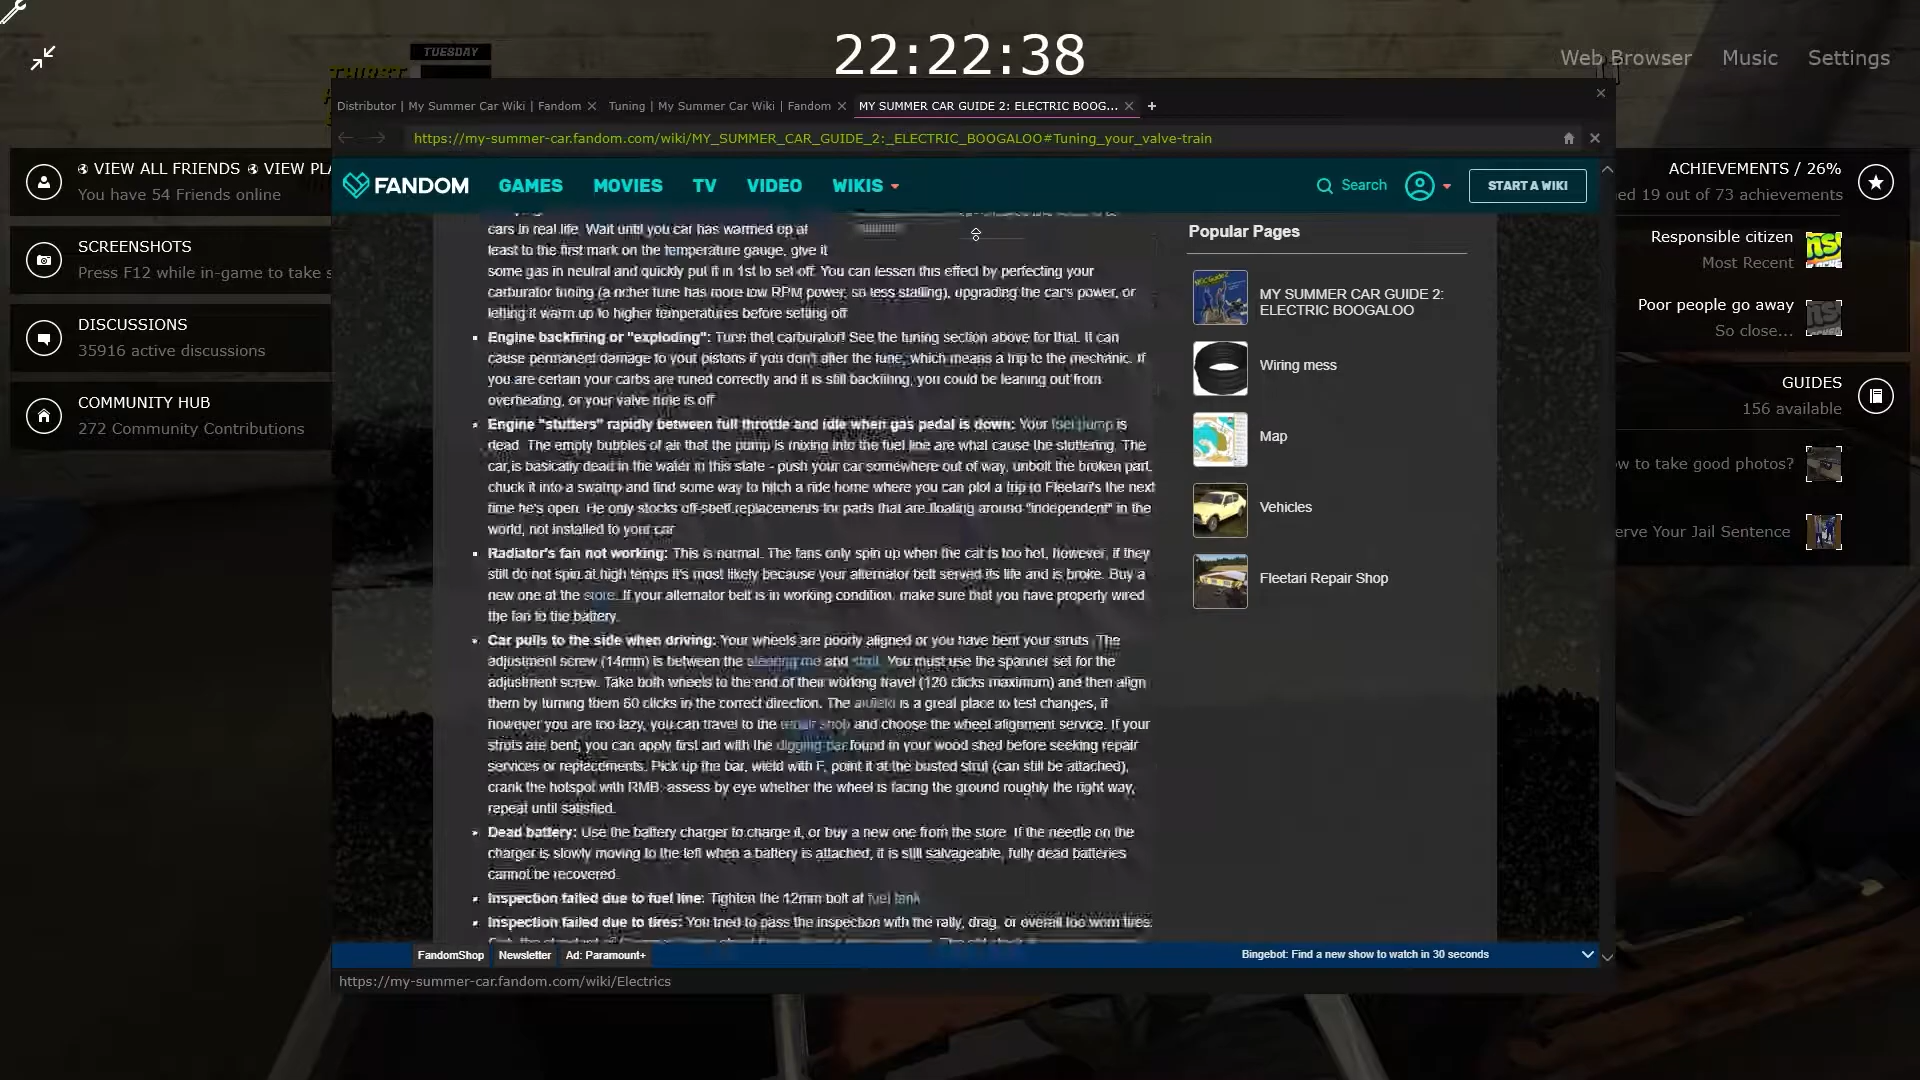 TUESDAY
22:22:38
Web Browser Music Settings
Distributor | My Summer Car Wiki | Fandom
Tuning | My Summer Car Wiki | Fandom
MY SUMMER CAR GUIDE 2: ELECTRIC BOOG...
https://my-summer-car.fandom.com/wiki/MY_SUMMER_CAR_GUIDE_2:_ELECTRIC_BOOGALOO#Tuning_your_valve-train
VIEW ALL FRIENDS VIEW PLA
You have 54 Friends online
SCREENSHOTS
Press F12 while in-game to take s
DISCUSSIONS
35916 active discussions
COMMUNITY HUB
272 Community Contributions
FANDOM GAMES MOVIES TV VIDEO WIKIS Search START A WIKI
cars in real life. Wait until you car has warmed up at
least to the first mark on the temperature gauge, give it
some gas in neutral and quickly put it in 1st to set off. You can lessen this effect by perfecting your
carburator tuning (a richer tune has more low RPM power, so less stalling), upgrading the car's power, or
letting it warm up to higher temperatures before setting off
Engine backfiring or "exploding": Turn that carburator! See the tuning section above for that. It can
cause permanent damage to your pistons if you don't alter the tune, which means a trip to the mechanic. If
you are certain your carbs are tuned correctly and it is still backfiring, you could be leaning out from
overheating, or your valve tune is off
Engine "stutters" rapidly between full throttle and idle when gas pedal is down: Your fuel pump is
dead. The empty bubbles of air that the pump is mixing into the fuel line are what cause the stuttering. The
car is basically dead in the water in this state - push your car somewhere out of way, unbolt the broken part,
chuck it into a swamp and find some way to hitch a ride home where you can plot a trip to Fleetari's the next
time he's open. He only stocks off-shelf replacements for parts that are floating around "independent" in the
world, not installed to your car
Radiator's fan not working: This is normal. The fans only spin up when the car is too hot, however, if they
still do not spin at high temps it's most likely because your alternator belt served its life and is broke. Buy a
new one at the store. If your alternator belt is in working condition, make sure that you have properly wired
the fan to the battery.
Car pulls to the side when driving: Your wheels are poorly aligned or you have bent your struts. The
adjustment screw (14mm) is between the steering rod and strut. You must use the spanner set for the
adjustment screw. Take both wheels to the end of their working travel (120 clicks maximum) and then align
them by turning them 60 clicks in the correct direction. The airfield is a great place to test changes, if
however you are too lazy, you can travel to the repair shop and choose the wheel alignment service. If your
struts are bent, you can apply first aid with the digging bar found in your wood shed before seeking repair
services or replacements. Pick up the bar, wield with F, point it at the busted strut (can still be attached),
crank the hotspot with RMB, assess by eye whether the wheel is facing the ground roughly the right way,
repeat until satisfied.
Dead battery: Use the battery charger to charge it, or buy a new one from the store. If the needle on the
charger is slowly moving to the left when a battery is attached, it is still salvageable, fully dead batteries
cannot be recovered.
Inspection failed due to fuel line: Tighten the 12mm bolt at fuel tank
Inspection failed due to tires: You tried to pass the inspection with the rally, drag, or overall too worn tires.
Popular Pages
MY SUMMER CAR GUIDE 2:
ELECTRIC BOOGALOO
Wiring mess
Map
Vehicles
Fleetari Repair Shop
ACHIEVEMENTS / 26%
ed 19 out of 73 achievements
Responsible citizen
Most Recent
Poor people go away
So close...
GUIDES
156 available
w to take good photos?
erve Your Jail Sentence
FandomShop Newsletter Ad: Paramount+
Bingebot: Find a new show to watch in 30 seconds
https://my-summer-car.fandom.com/wiki/Electrics